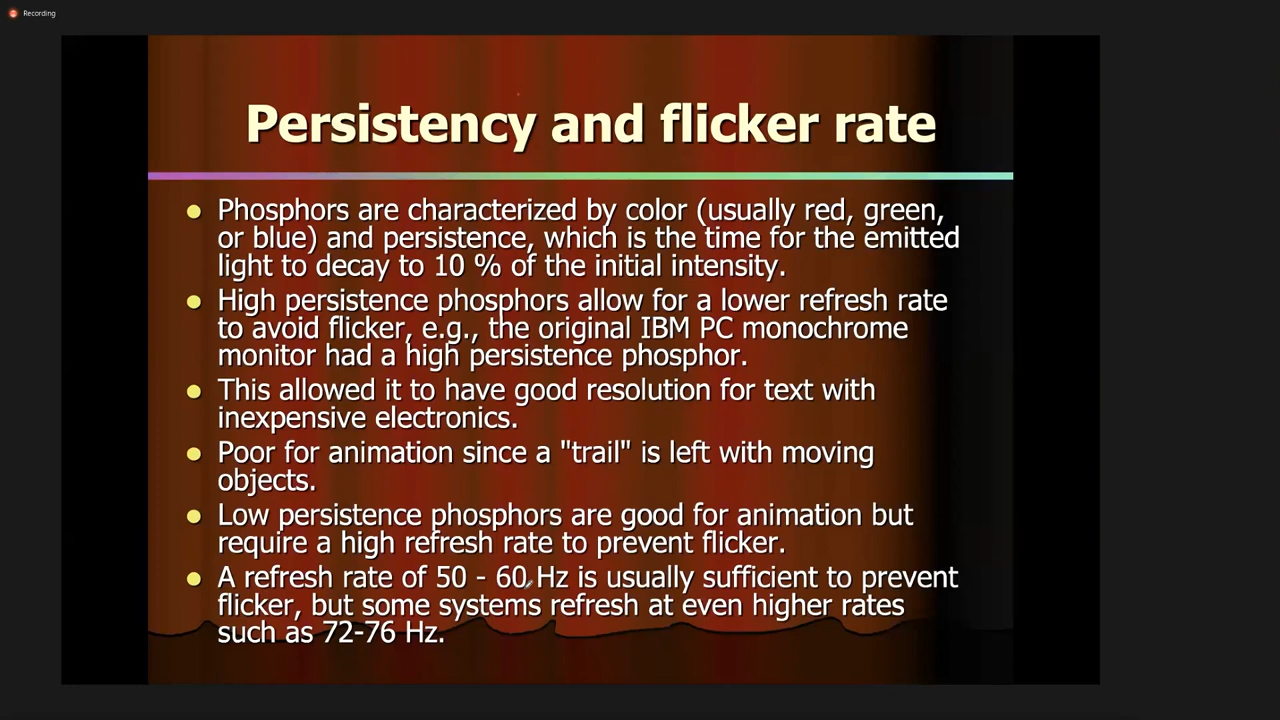 Recording
Persistency and flicker rate
• Phosphors are characterized by color (usually red, green,
or blue) and persistence, which is the time for the emitted
light to decay to 10 % of the initial intensity.
• High persistence phosphors allow for a lower refresh rate
to avoid flicker, e.g., the original IBM PC monochrome
monitor had a high persistence phosphor.
• This allowed it to have good resolution for text with
inexpensive electronics.
• Poor for animation since a "trail" is left with moving
objects.
• Low persistence phosphors are good for animation but
require a high refresh rate to prevent flicker.
• A refresh rate of 50 - 60 Hz is usually sufficient to prevent
flicker, but some systems refresh at even higher rates
such as 72-76 Hz.